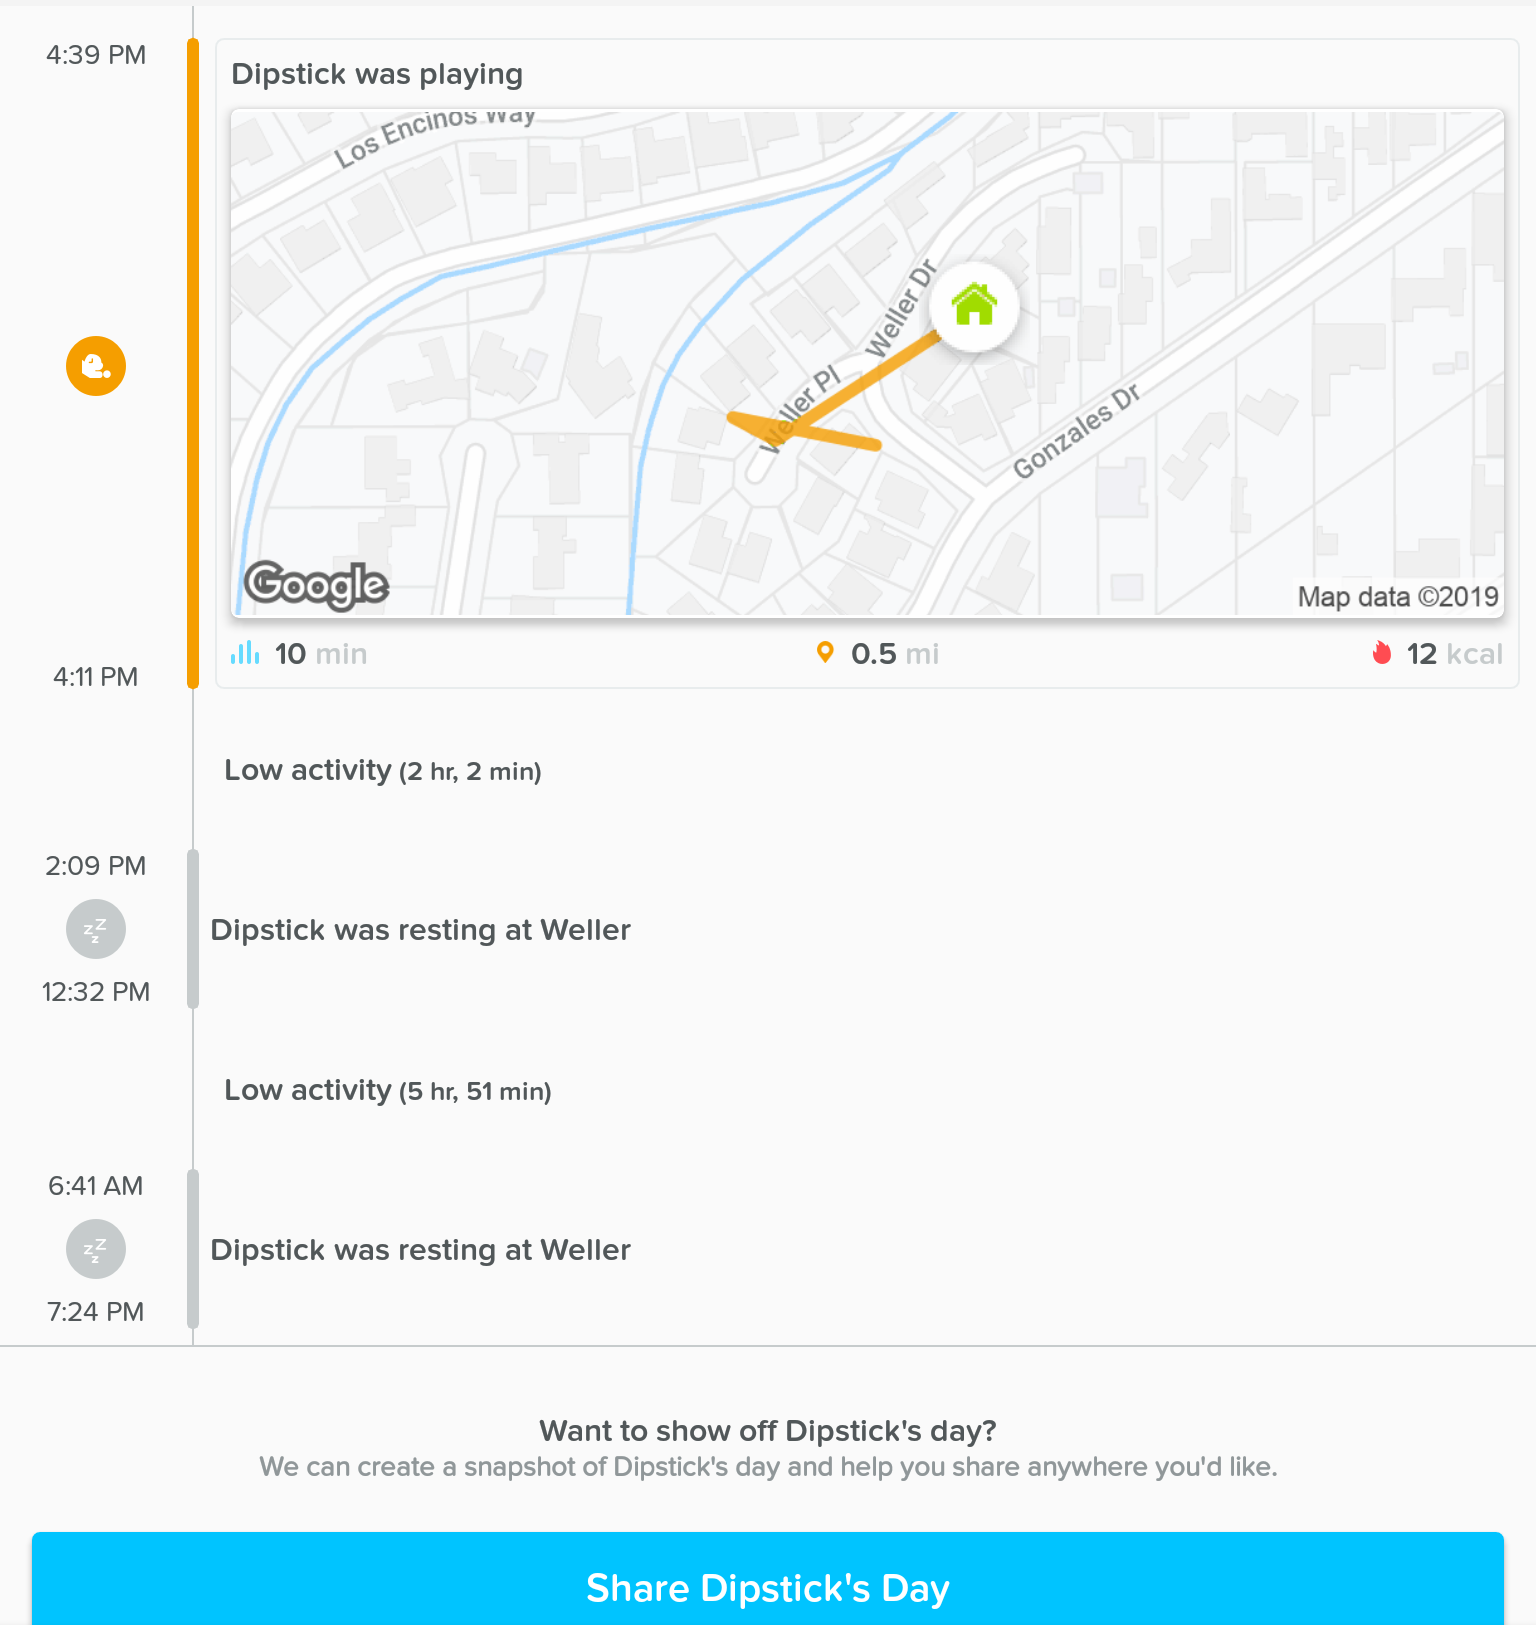 4:39 PM
Dipstick was playing
Los Encinos Way
Weller Dr
Weller Pl
Gonzales Dr
Google
Map data ©2019
10 min
0.5 mi
12 kcal
4:11 PM
Low activity (2 hr, 2 min)
2:09 PM
zzz
Dipstick was resting at Weller
12:32 PM
Low activity (5 hr, 51 min)
6:41 AM
zzz
Dipstick was resting at Weller
7:24 PM
Want to show off Dipstick's day?
We can create a snapshot of Dipstick's day and help you share anywhere you'd like.
Share Dipstick's Day